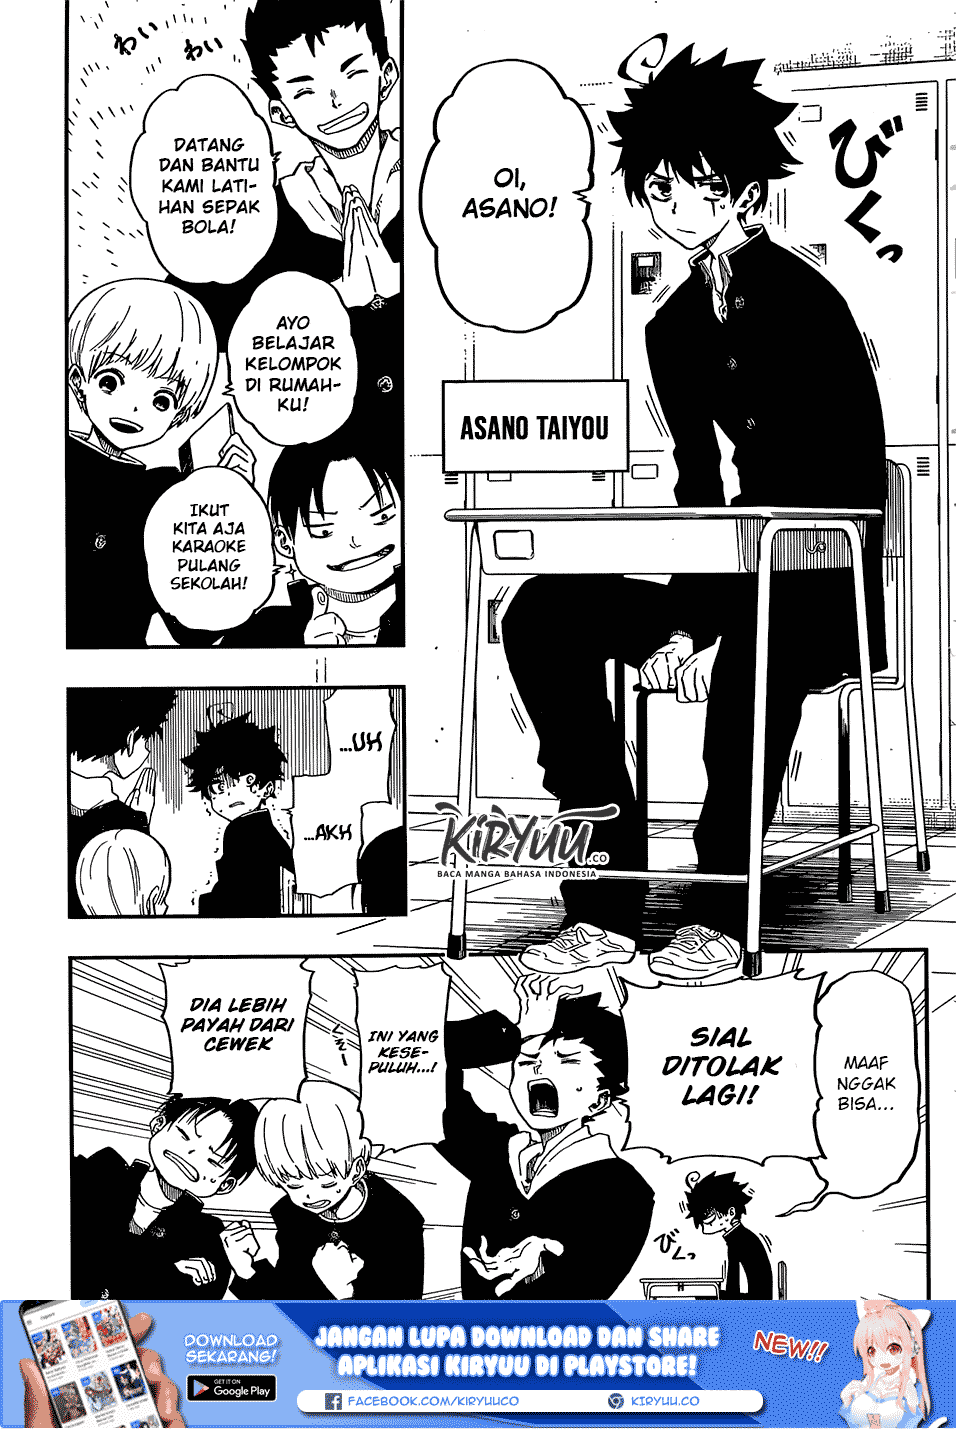 OI,
ASANO!
びくっ
ASANO TAIYOU
わい
わい
DATANG
DAN BANTU
KAMI LATI-
HAN SEPAK
BOLA!
AYO
BELAJAR
KELOMPOK
DI RUMAH-
KU!
IKUT
KITA AJA
KARAOKE
PULANG
SEKOLAH!
...UH
...AKH
KIRYUU.CO
BACA MANGA BAHASA INDONESIA
MAAF
NGGAK
BISA...
びくっ
SIAL
DITOLAK
LAGI!
INI YANG
KESE-
PULUH...!
DIA LEBIH
PAYAH DARI
CEWEK
DOWNLOAD
SEKARANG!
GET IT ON
Google Play
JANGAN LUPA DOWNLOAD DAN SHARE
APLIKASI KIRYUU DI PLAYSTORE!
FACEBOOK.COM/KIRYUUCO
KIRYUU.CO
NEW!!